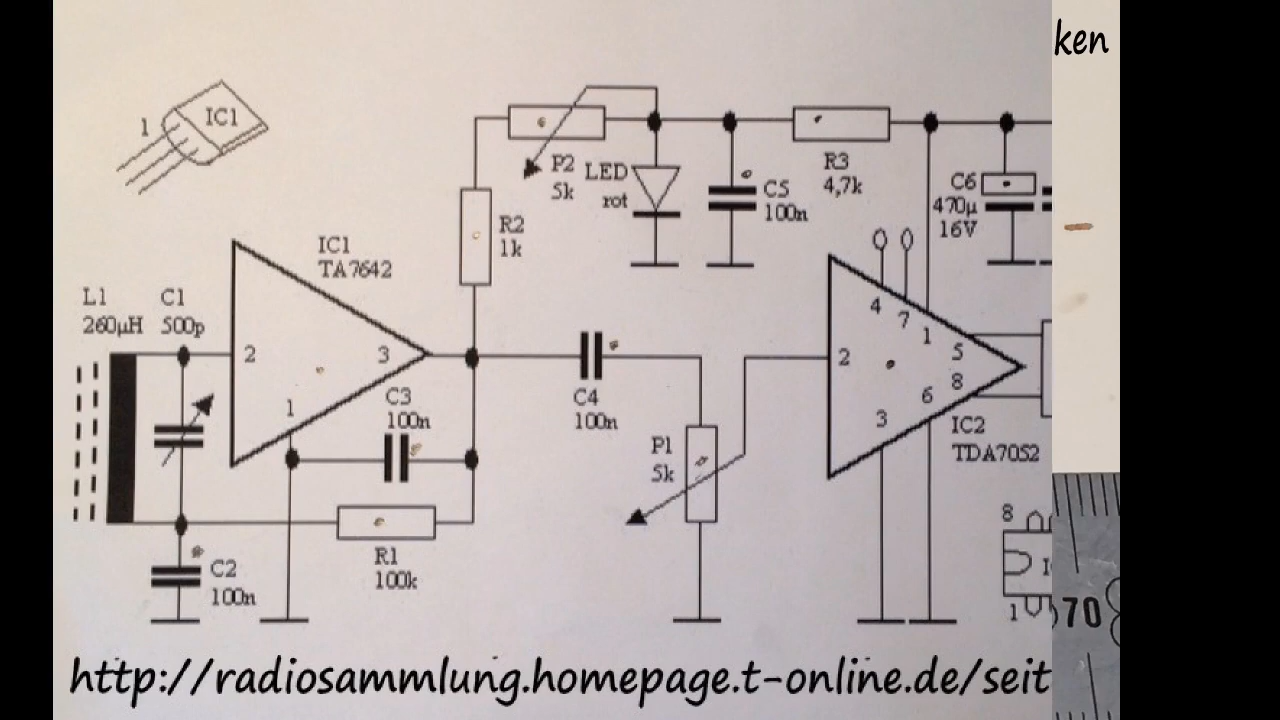 ken
IC1
1
P2
5k
LED
rot
C5
100n
R3
4,7k
C6
470µ
16V
R2
1k
IC1
TA7642
L1
260µH
C1
500p
2
3
1
C3
100n
C4
100n
P1
5k
4
7
1
2
5
8
6
3
IC2
TDA7052
R1
100k
C2
100n
8
1
70
http://radiosammlung.homepage.t-online.de/seit